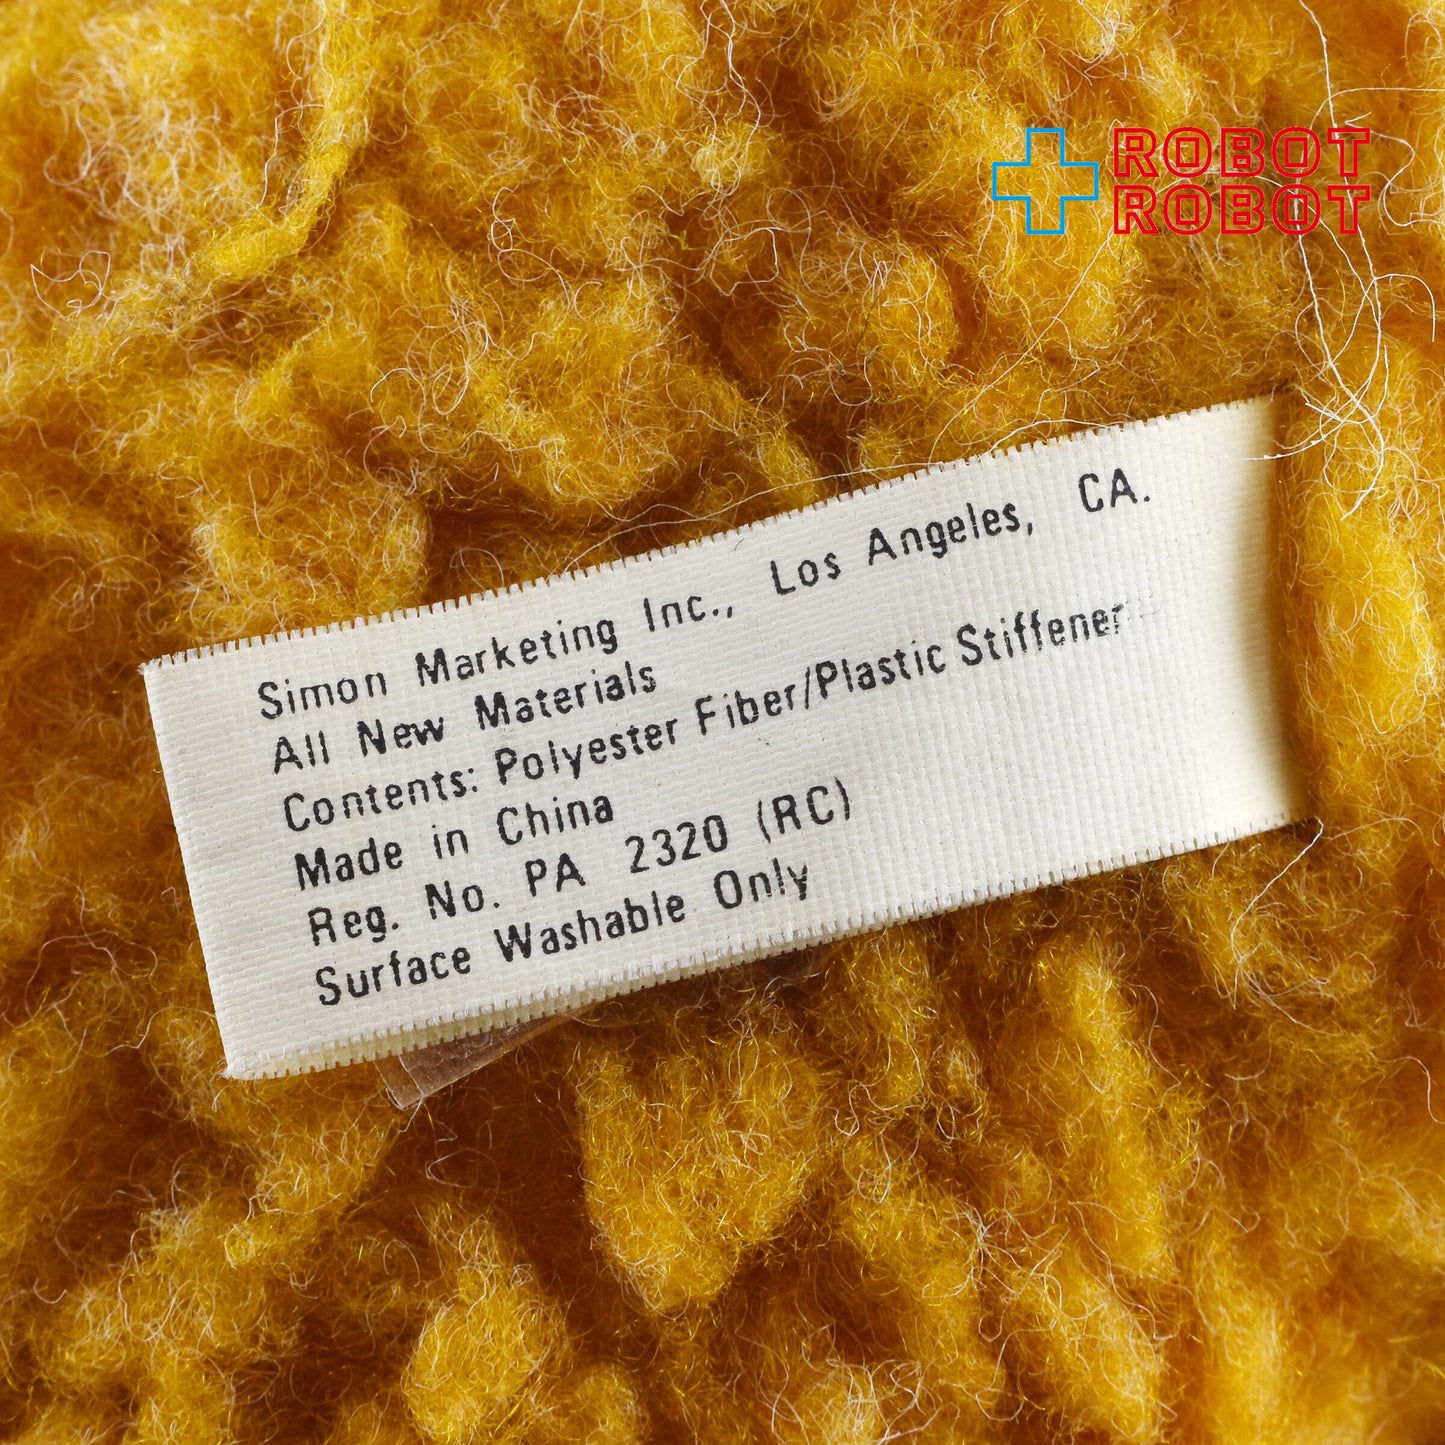 ROBOT
ROBOT
Simon Marketing Inc., Los Angeles, CA.
All New Materials
Contents: Polyester Fiber/Plastic Stiffener
Made in China
Reg. No. PA 2320 (RC)
Surface Washable Only